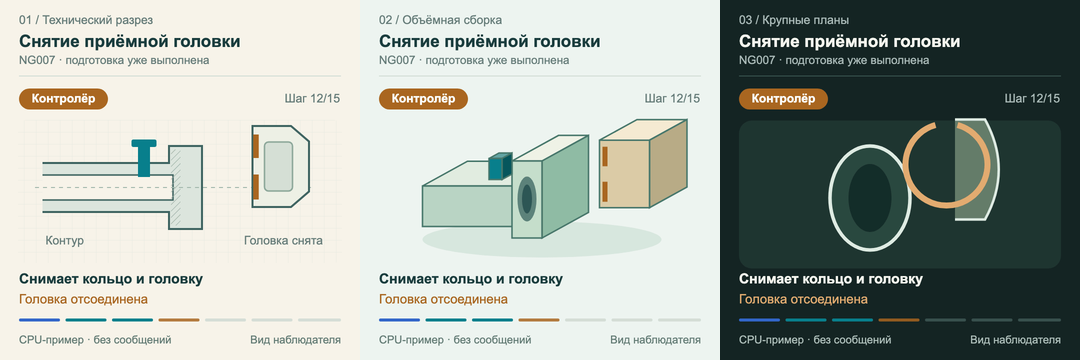 01 / Технический разрез
Снятие приёмной головки
NG007 · подготовка уже выполнена
Контролёр
Шаг 12/15
Контур
Головка снята
Снимает кольцо и головку
Головка отсоединена
CPU-пример · без сообщений
Вид наблюдателя
02 / Объёмная сборка
Снятие приёмной головки
NG007 · подготовка уже выполнена
Контролёр
Шаг 12/15
Снимает кольцо и головку
Головка отсоединена
CPU-пример · без сообщений
Вид наблюдателя
03 / Крупные планы
Снятие приёмной головки
NG007 · подготовка уже выполнена
Контролёр
Шаг 12/15
Снимает кольцо и головку
Головка отсоединена
CPU-пример · без сообщений
Вид наблюдателя